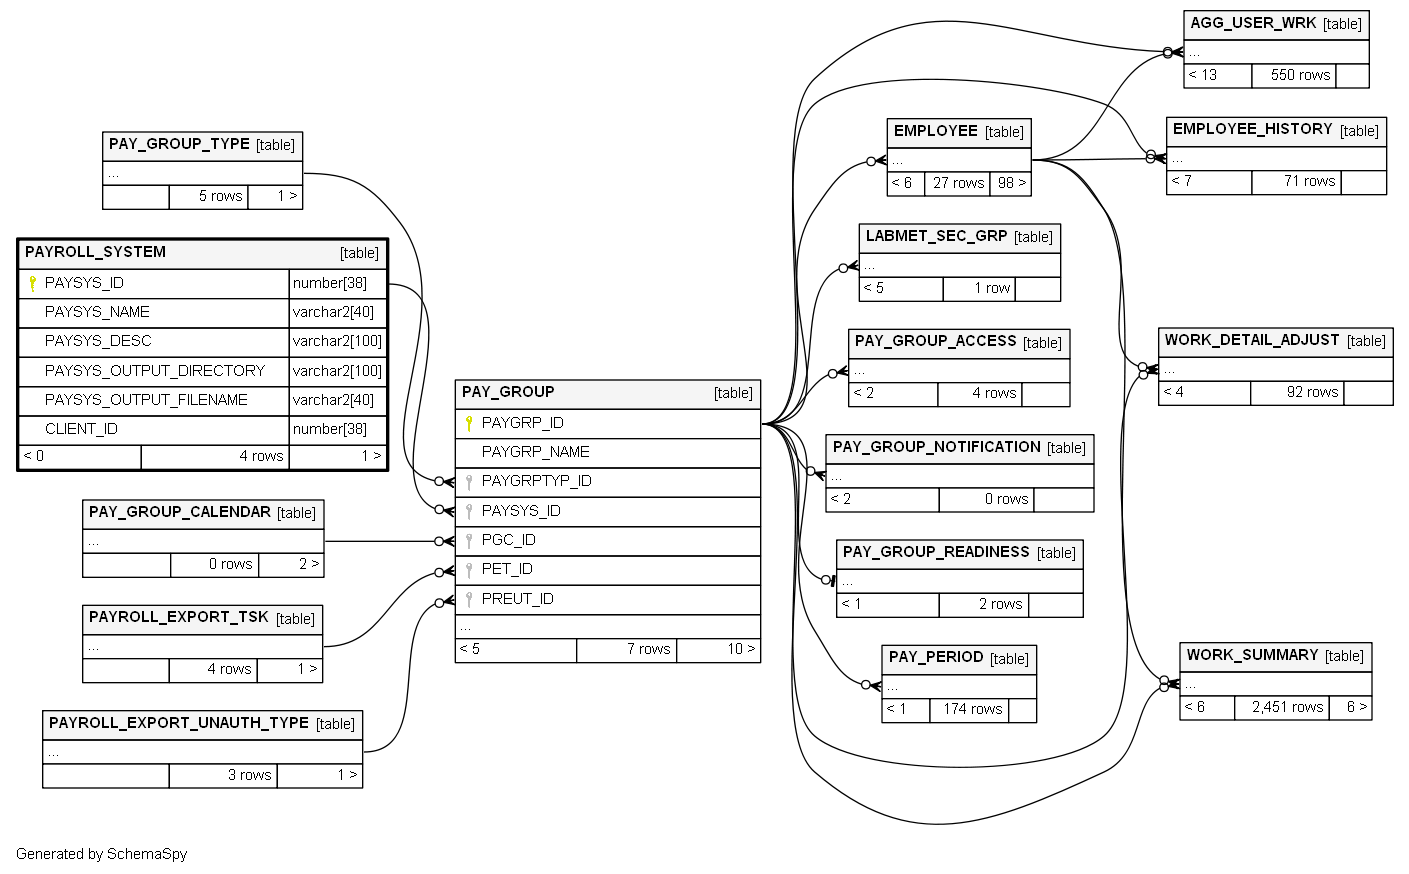 AGG_USER_WRK [table]
...
< 13 550 rows
EMPLOYEE [table]
...
< 6 27 rows 98 >
EMPLOYEE_HISTORY [table]
...
< 7 71 rows
PAY_GROUP_TYPE [table]
...
5 rows 1 >
LABMET_SEC_GRP [table]
...
< 5 1 row
PAYROLL_SYSTEM [table]
PAYSYS_ID number[38]
PAYSYS_NAME varchar2[40]
PAYSYS_DESC varchar2[100]
PAYSYS_OUTPUT_DIRECTORY varchar2[100]
PAYSYS_OUTPUT_FILENAME varchar2[40]
CLIENT_ID number[38]
< 0 4 rows 1 >
PAY_GROUP_ACCESS [table]
...
< 2 4 rows
WORK_DETAIL_ADJUST [table]
...
< 4 92 rows
PAY_GROUP [table]
PAYGRP_ID
PAYGRP_NAME
PAYGRPTYP_ID
PAYSYS_ID
PGC_ID
PET_ID
PREUT_ID
...
< 5 7 rows 10 >
PAY_GROUP_NOTIFICATION [table]
...
< 2 0 rows
PAY_GROUP_CALENDAR [table]
...
0 rows 2 >
PAY_GROUP_READINESS [table]
...
< 1 2 rows
PAYROLL_EXPORT_TSK [table]
...
4 rows 1 >
PAY_PERIOD [table]
...
< 1 174 rows
WORK_SUMMARY [table]
...
< 6 2,451 rows 6 >
PAYROLL_EXPORT_UNAUTH_TYPE [table]
...
3 rows 1 >
Generated by SchemaSpy